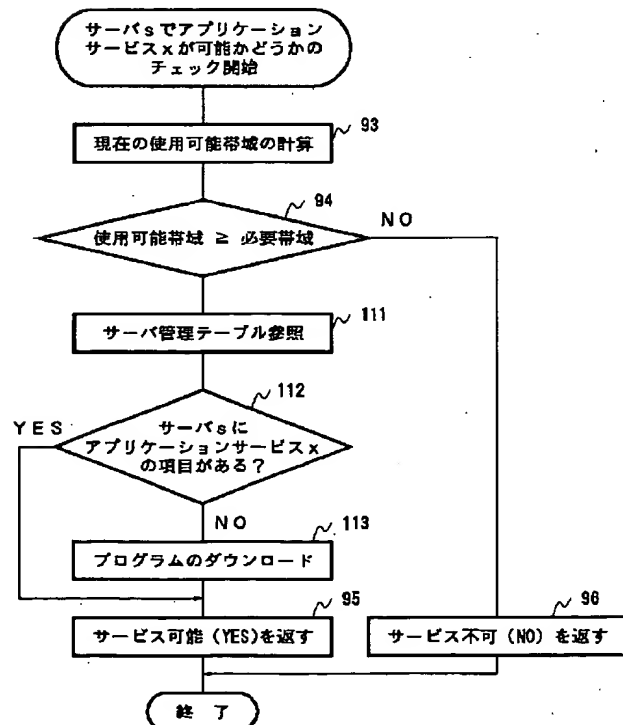 サーバsでアプリケーション
サービスxが可能かどうかの
チェック開始
93
現在の使用可能帯域の計算
94
NO
使用可能帯域 ≧ 必要帯域
111
サーバ管理テーブル参照
112
YES
サーバsに
アプリケーションサービスx
の項目がある?
NO
113
プログラムのダウンロード
95
96
サービス可能(YES)を返す
サービス不可(NO)を返す
終了